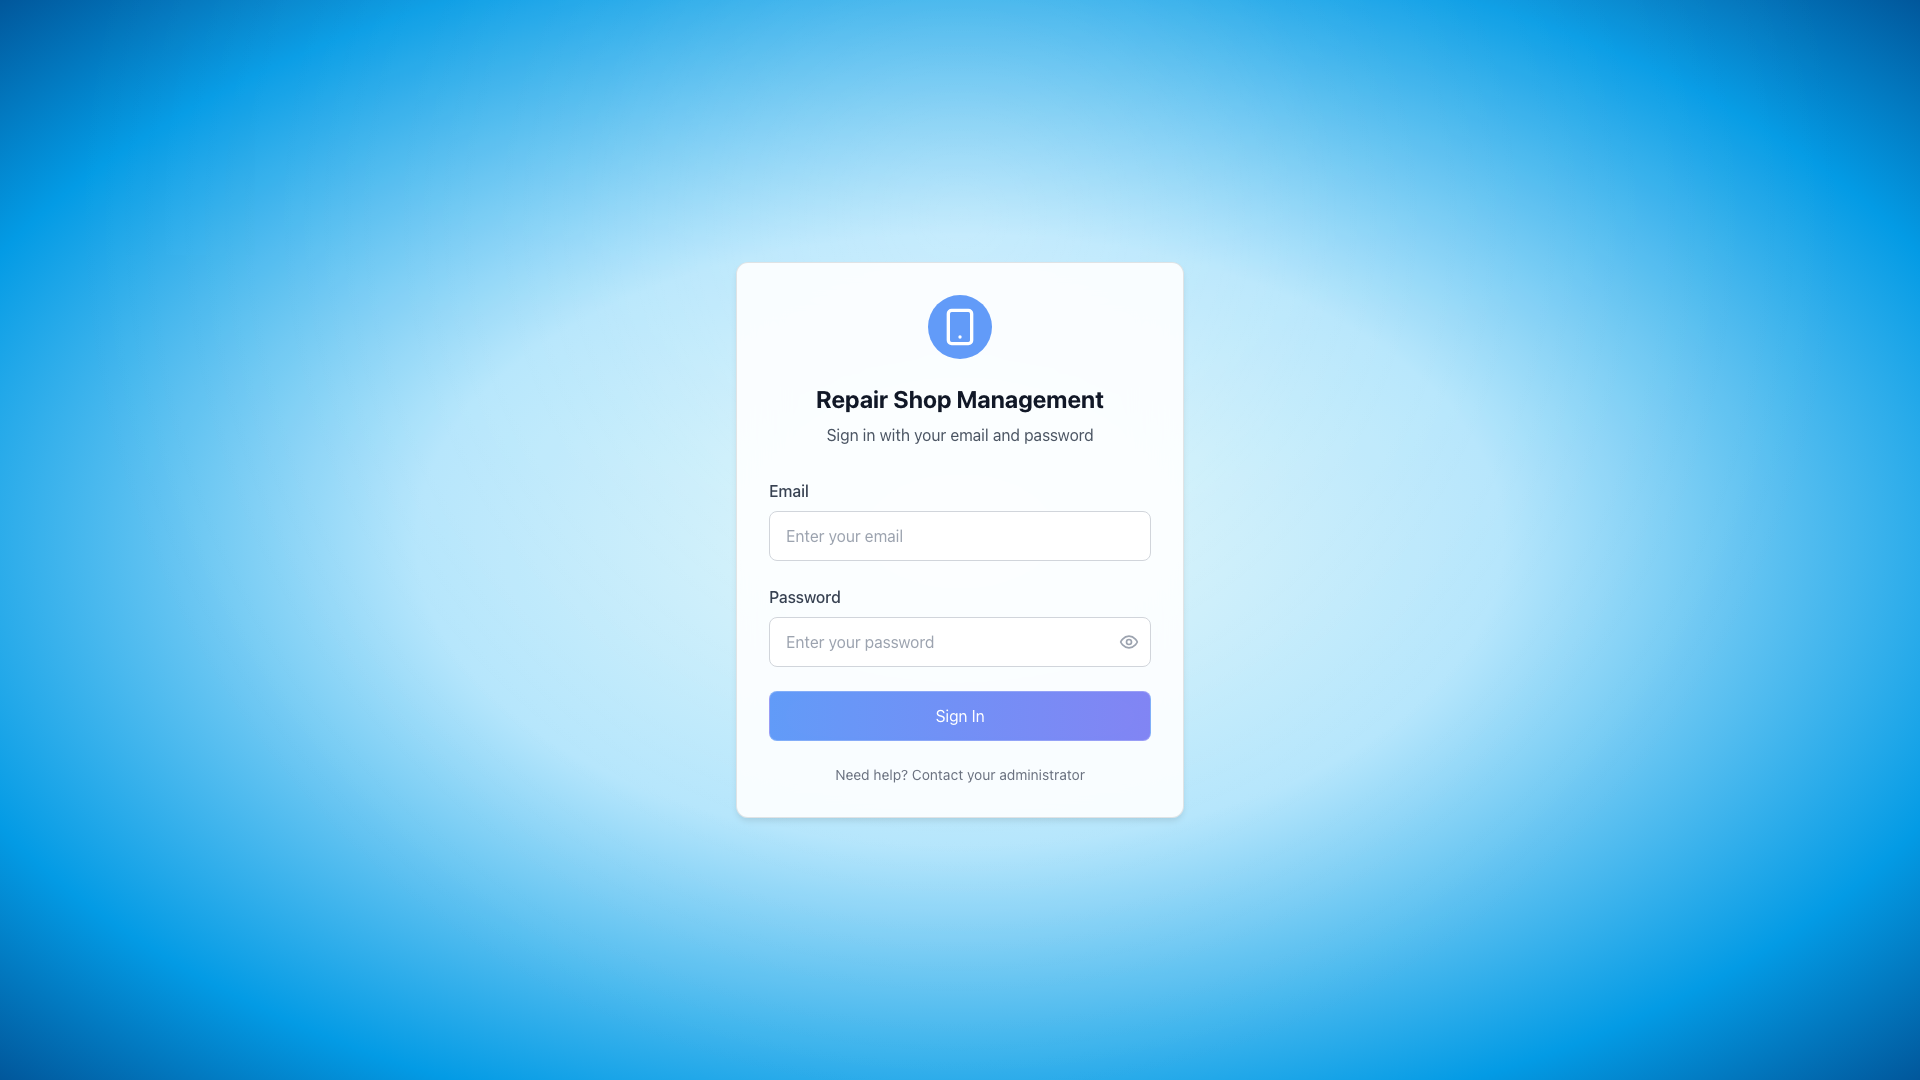 Repair Shop Management
Sign in with your email and password
Email
Enter your email
Password
Enter your password
Sign In
Need help? Contact your administrator